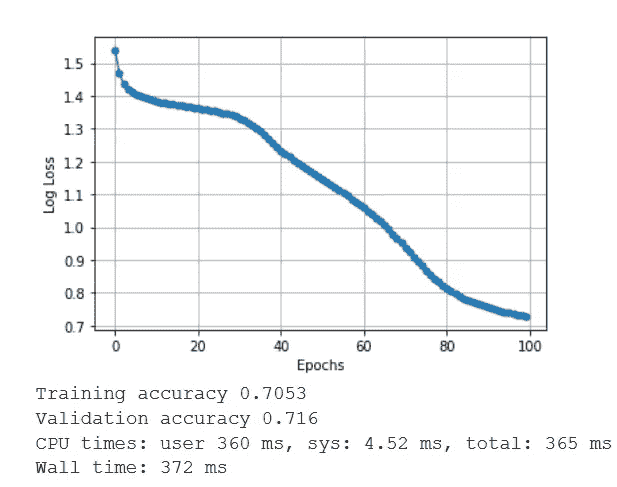 1.5
1.4
1.3
1.2
1.1
1.0
0.9
0.8
0.7
Log Loss
0 20 40 60 80 100
Epochs
Training accuracy 0.7053
Validation accuracy 0.716
CPU times: user 360 ms, sys: 4.52 ms, total: 365 ms
Wall time: 372 ms